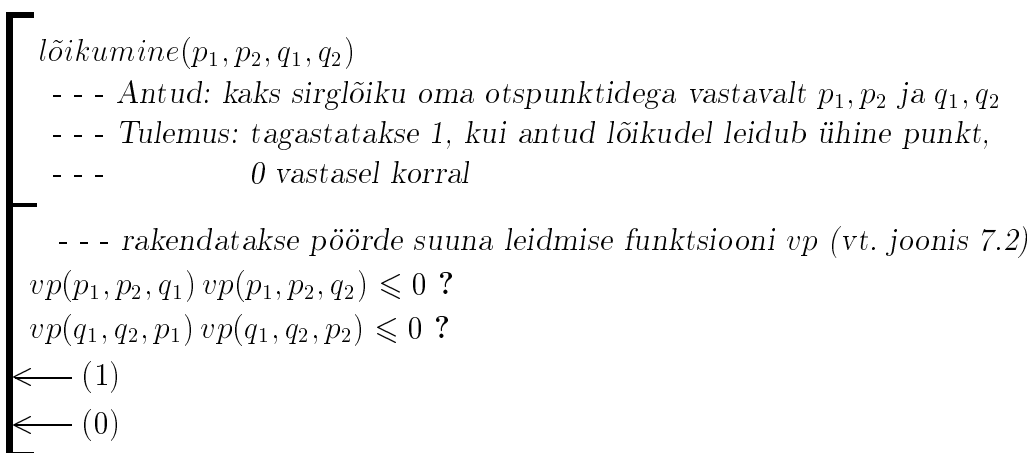 lõikumine(p₁, p₂, q₁, q₂)
- - - Antud: kaks sirglõiku oma otspunktidega vastavalt p₁, p₂ ja q₁, q₂
- - - Tulemus: tagastatakse 1, kui antud lõikudel leidub ühine punkt,
- - - 0 vastasel korral
- - - rakendatakse pöörde suuna leidmise funktsiooni vp (vt. joonis 7.2)
vp(p₁, p₂, q₁) vp(p₁, p₂, q₂) ⩽ 0 ?
vp(q₁, q₂, p₁) vp(q₁, q₂, p₂) ⩽ 0 ?
⟵ (1)
⟵ (0)